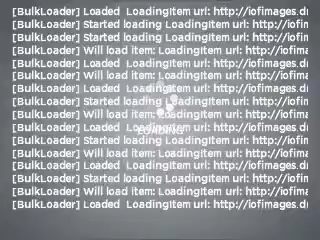 [BulkLoader] Loaded LoadingItem url: http://iofimages.d
[BulkLoader] Started loading LoadingItem url: http://iofi
[BulkLoader] Loaded LoadingItem url: http://iofimages.d
[BulkLoader] Will load item: LoadingItem url: http://iofima
[BulkLoader] Loaded LoadingItem url: http://iofimages.d
[BulkLoader] Will load item: LoadingItem url: http://iofima
[BulkLoader] Loaded LoadingItem url: http://iofimages.d
[BulkLoader] Started loading LoadingItem url: http://iofi
[BulkLoader] Will load item: LoadingItem url: http://iofima
[BulkLoader] Loaded LoadingItem url: http://iofimages.d
LOADING
[BulkLoader] Started loading LoadingItem url: http://iofi
[BulkLoader] Will load item: LoadingItem url: http://iofima
[BulkLoader] Loaded LoadingItem url: http://iofimages.d
[BulkLoader] Started loading LoadingItem url: http://iofi
[BulkLoader] Will load item: LoadingItem url: http://iofima
[BulkLoader] Loaded LoadingItem url: http://iofimages.d